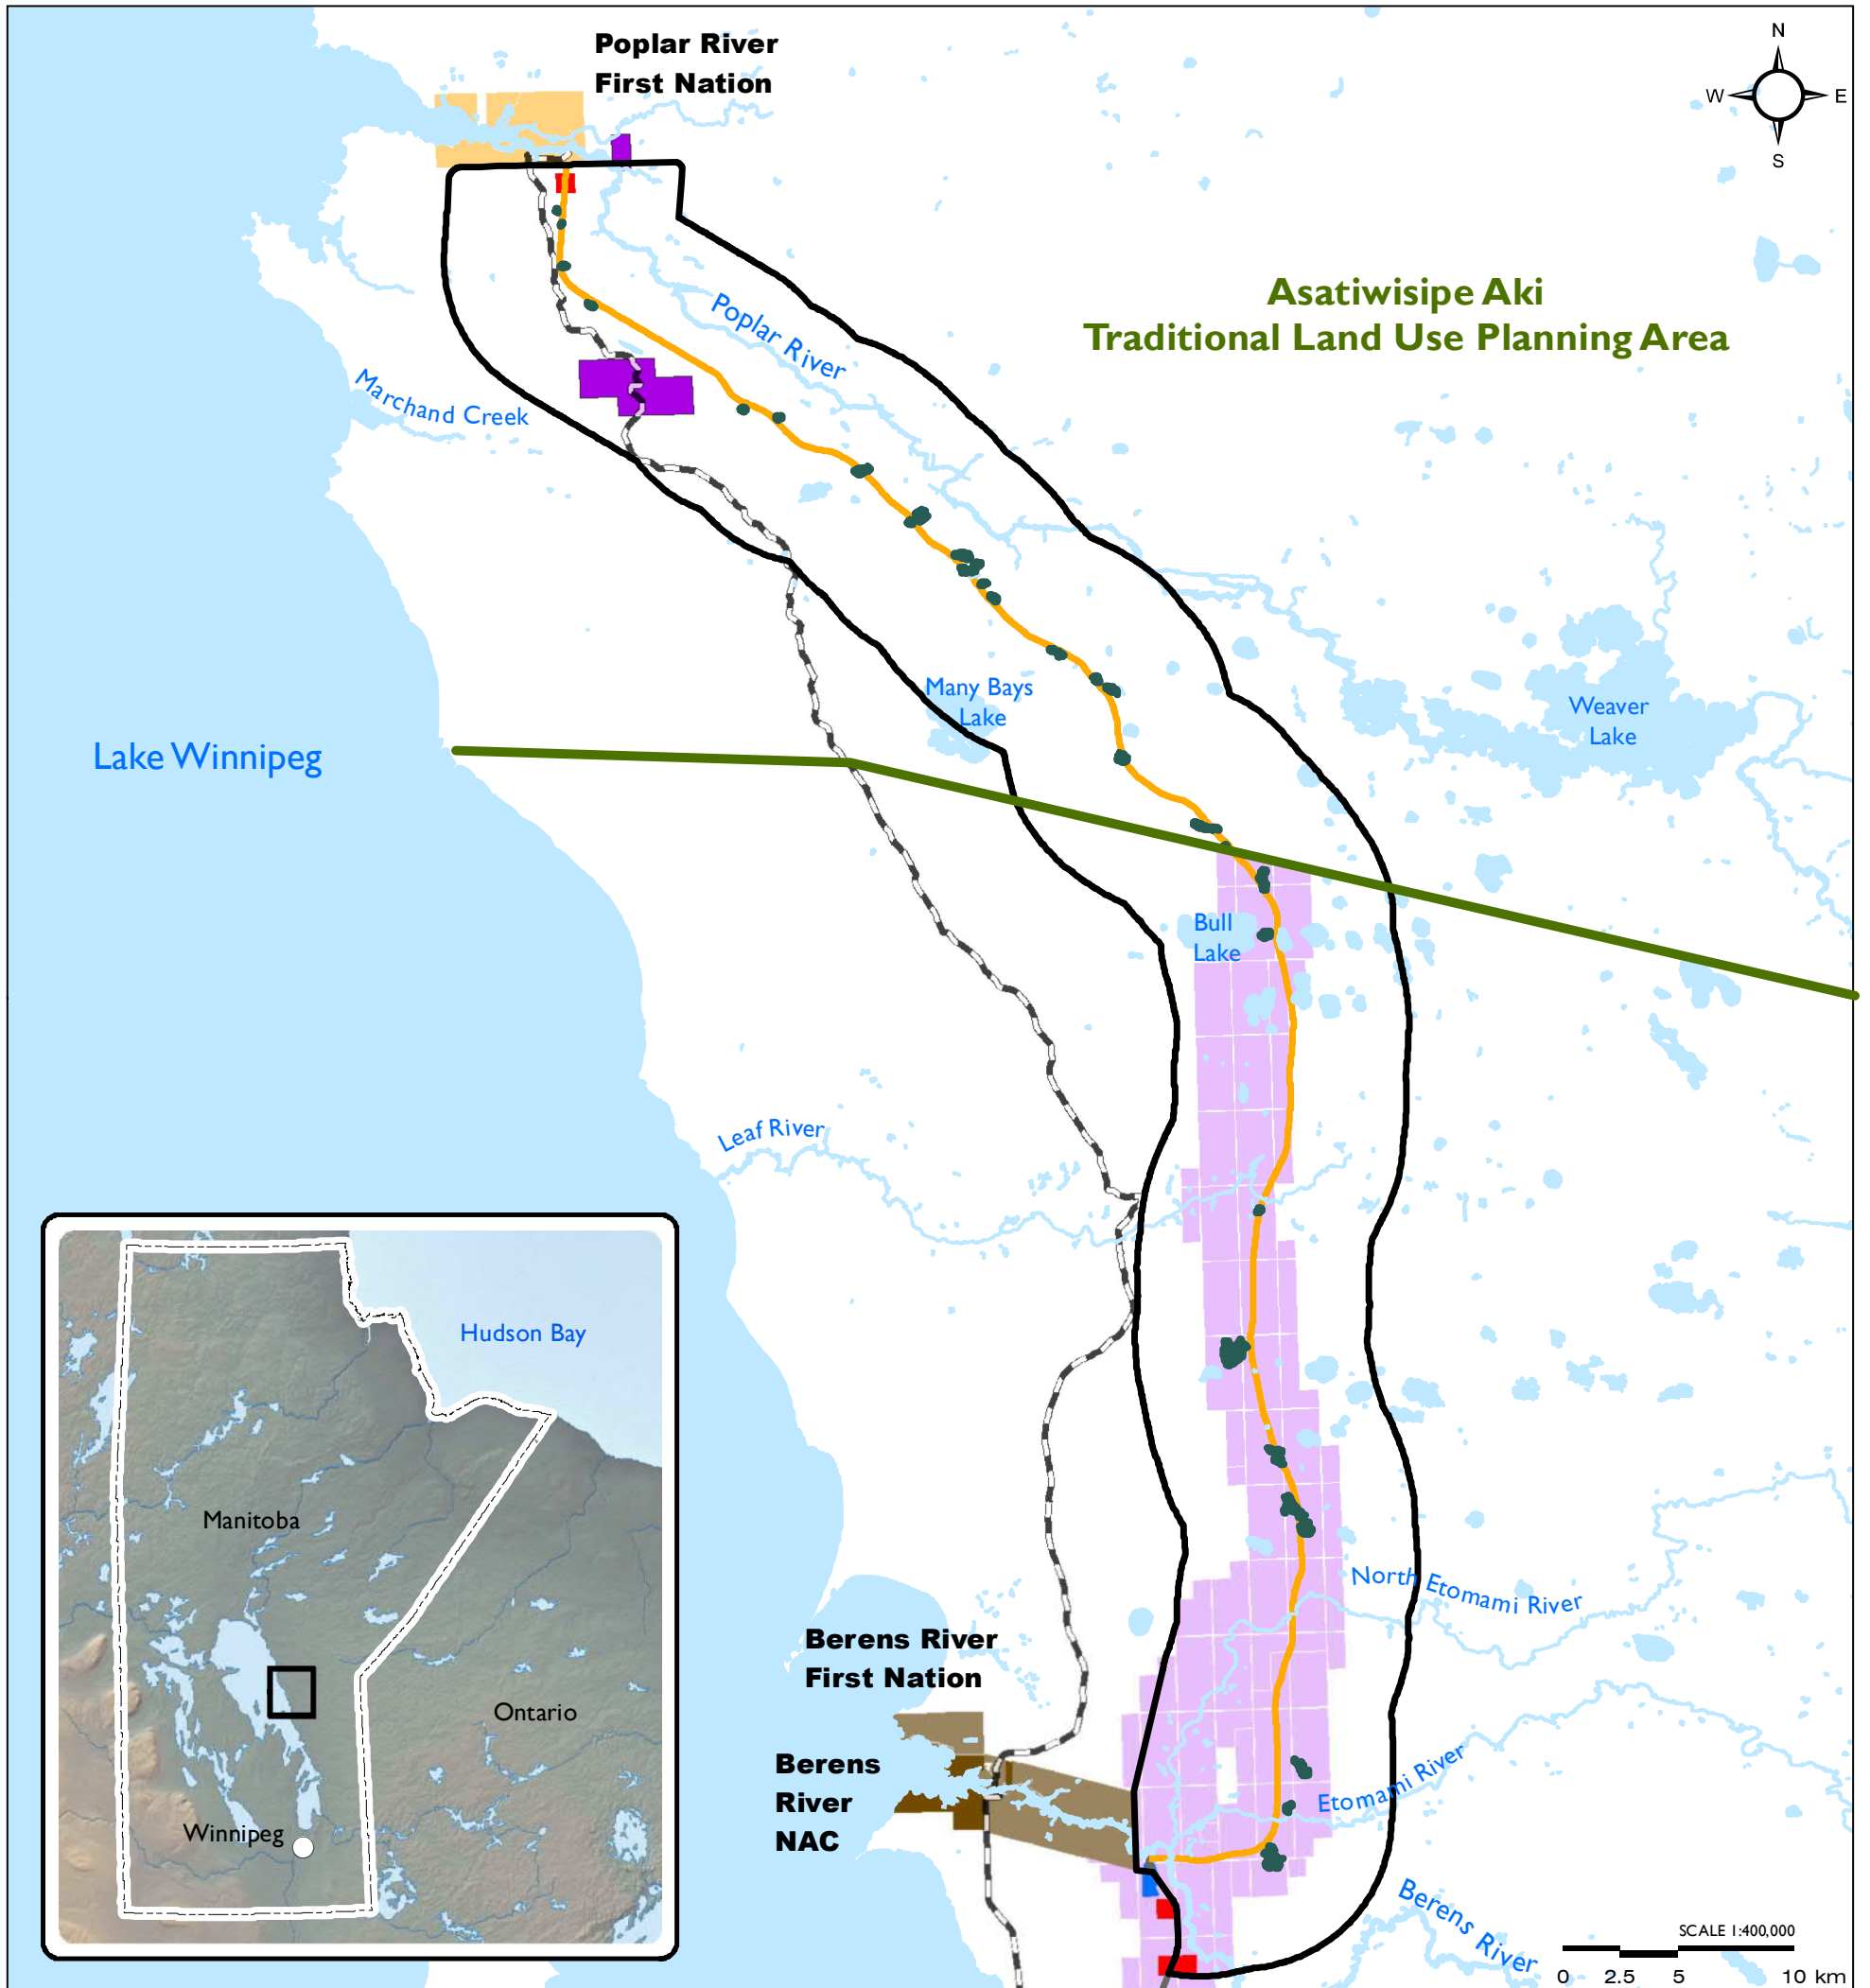 Poplar River
First Nation
N
W
E
S
Asatiwisipe Aki
Traditional Land Use Planning Area
Poplar River
Marchand Creek
Many Bays
Lake
Weaver
Lake
Lake Winnipeg
Bull
Lake
Leaf River
Hudson Bay
Manitoba
Ontario
Winnipeg
North Etomami River
Berens River
First Nation
Berens
River
NAC
Etomami River
Berens River
SCALE 1:400,000
0 2.5 5 10 km